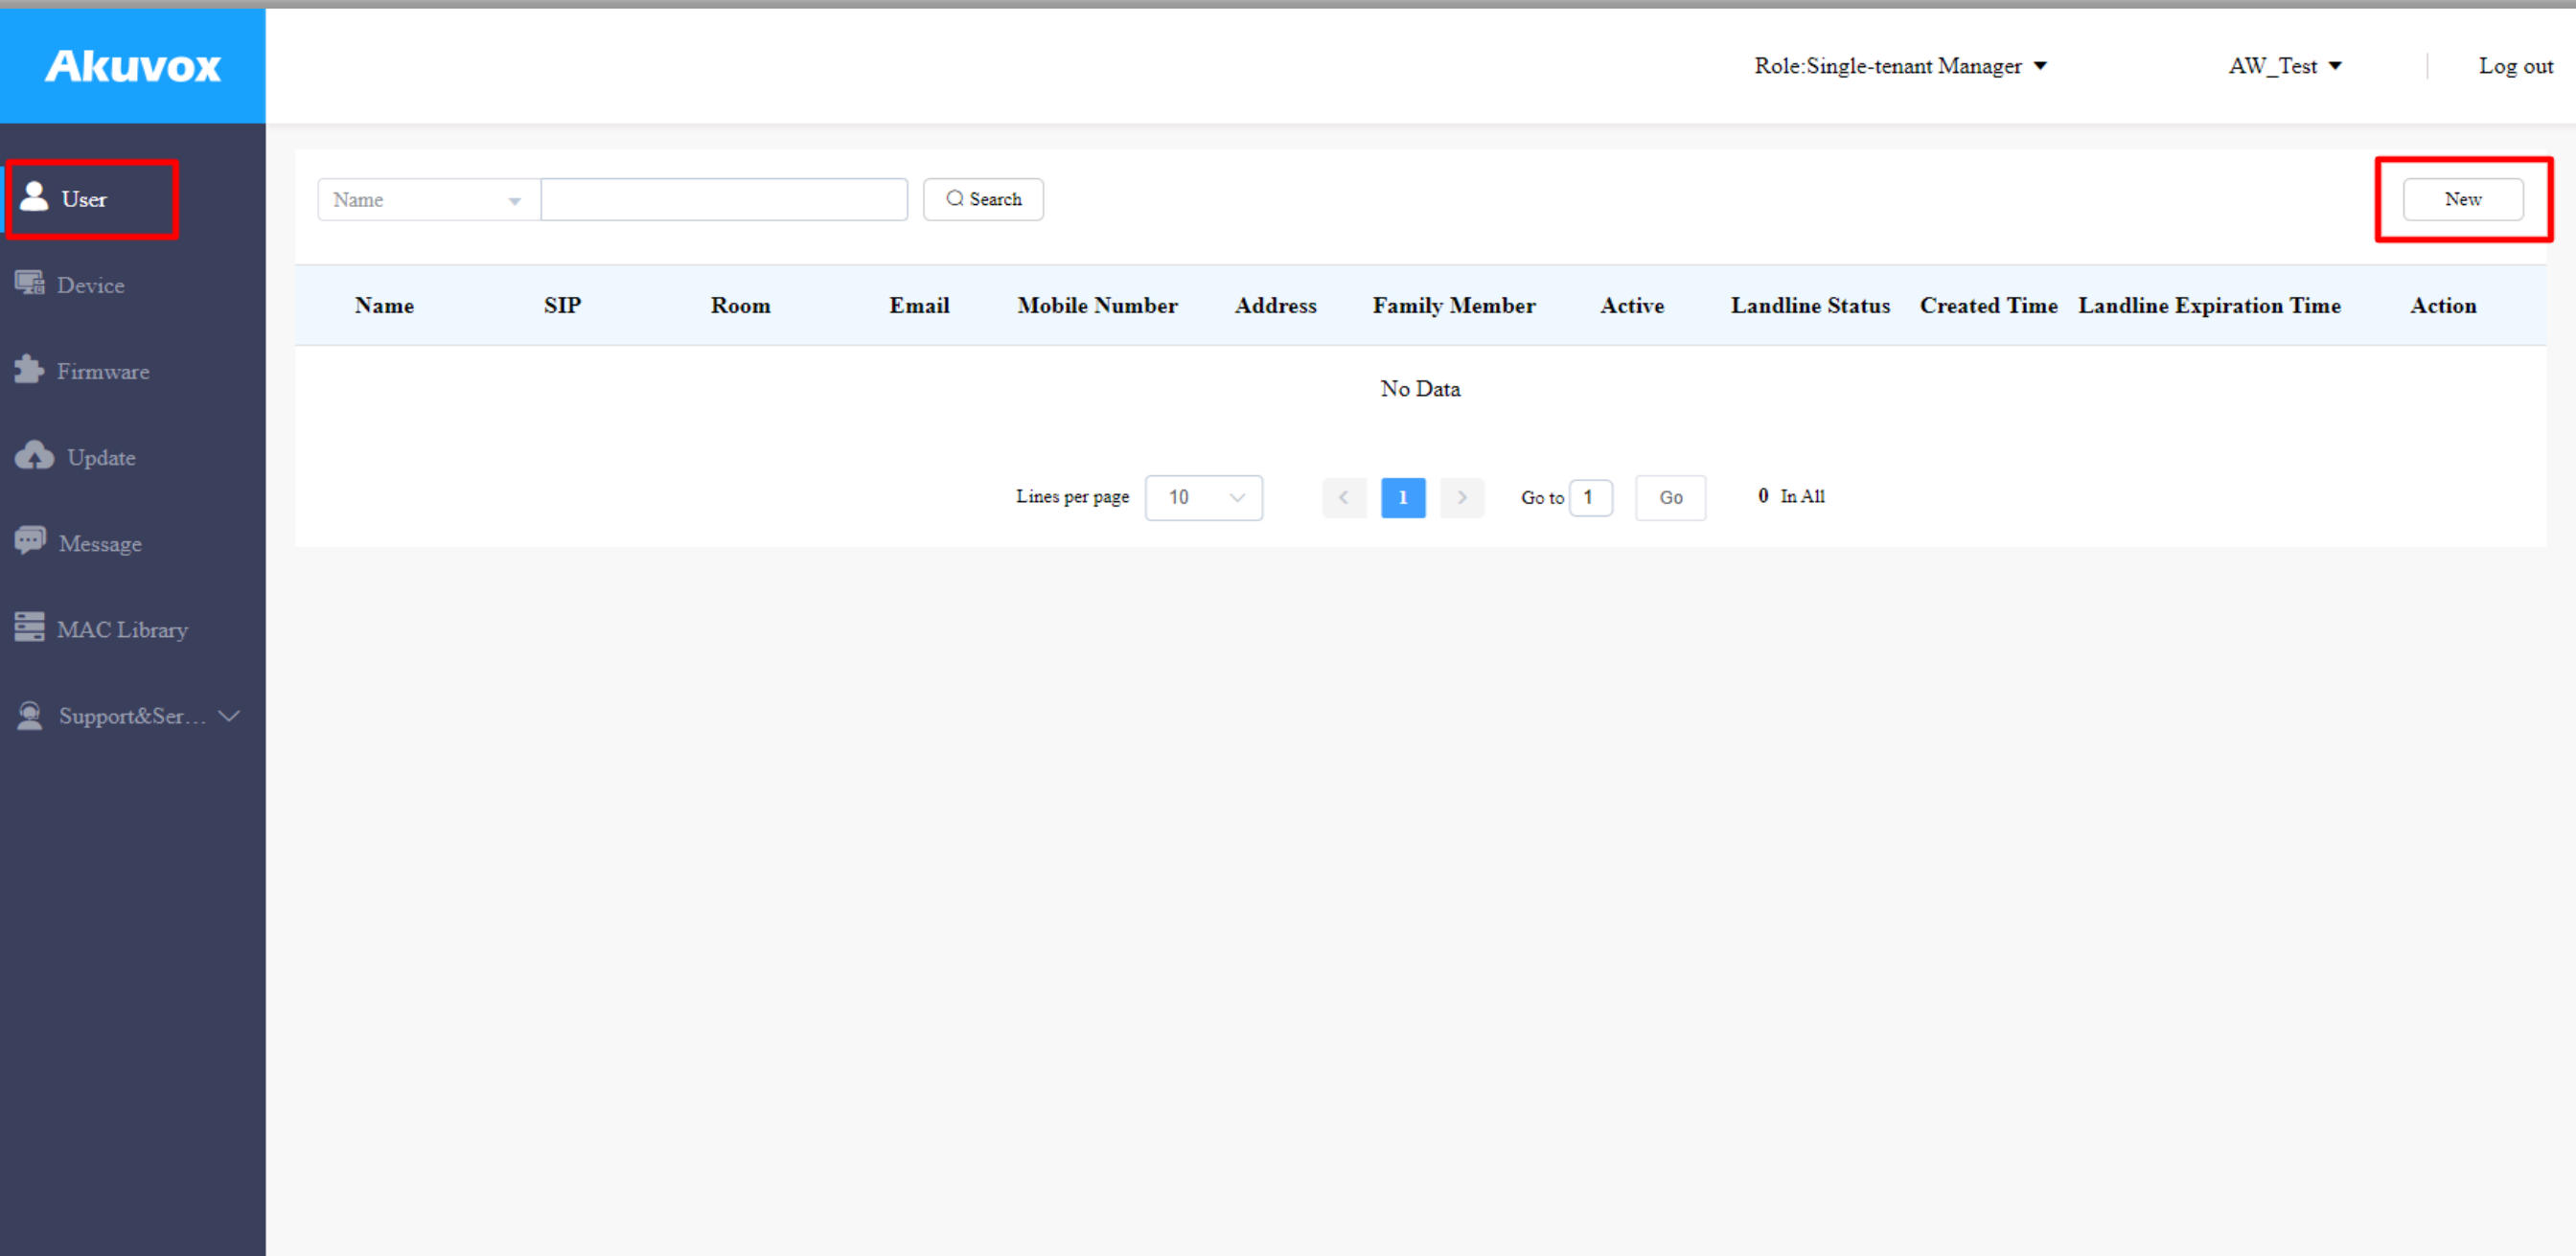 Akuvox
Role:Single-tenant Manager
AW_Test
Log out
User
Device
Firmware
Update
Message
MAC Library
Support&Ser...
Name
Search
New
Name SIP Room Email Mobile Number Address Family Member Active Landline Status Created Time Landline Expiration Time Action
No Data
Lines per page 10 < 1 > Go to 1 Go 0 In All